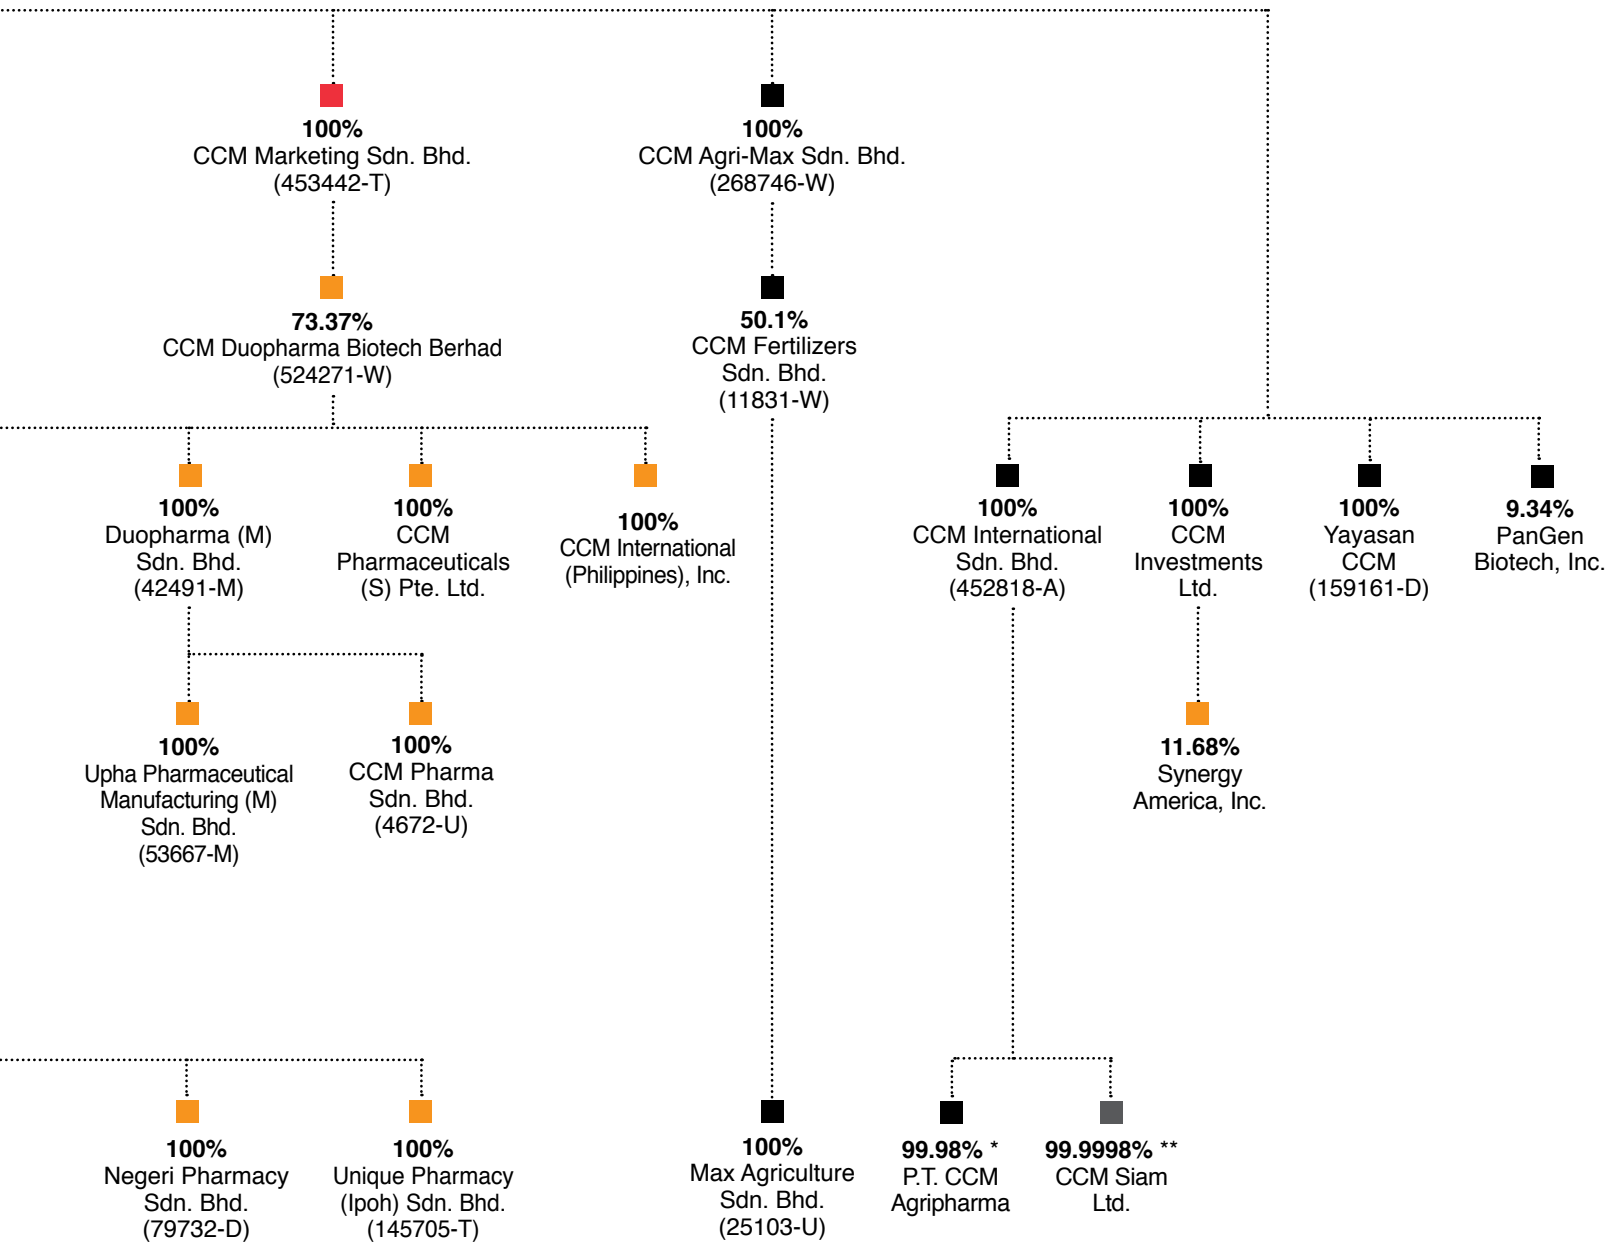 100%
CCM Marketing Sdn. Bhd.
(453442-T)
100%
CCM Agri-Max Sdn. Bhd.
(268746-W)
73.37%
CCM Duopharma Biotech Berhad
(524271-W)
50.1%
CCM Fertilizers
Sdn. Bhd.
(11831-W)
100%
Duopharma (M)
Sdn. Bhd.
(42491-M)
100%
CCM
Pharmaceuticals
(S) Pte. Ltd.
100%
CCM International
(Philippines), Inc.
100%
CCM International
Sdn. Bhd.
(452818-A)
100%
CCM
Investments
Ltd.
100%
Yayasan
CCM
(159161-D)
9.34%
PanGen
Biotech, Inc.
100%
Upha Pharmaceutical
Manufacturing (M)
Sdn. Bhd.
(53667-M)
100%
CCM Pharma
Sdn. Bhd.
(4672-U)
11.68%
Synergy
America, Inc.
100%
Negeri Pharmacy
Sdn. Bhd.
(79732-D)
100%
Unique Pharmacy
(Ipoh) Sdn. Bhd.
(145705-T)
100%
Max Agriculture
Sdn. Bhd.
(25103-U)
99.98% *
P.T. CCM
Agripharma
99.9998% **
CCM Siam
Ltd.